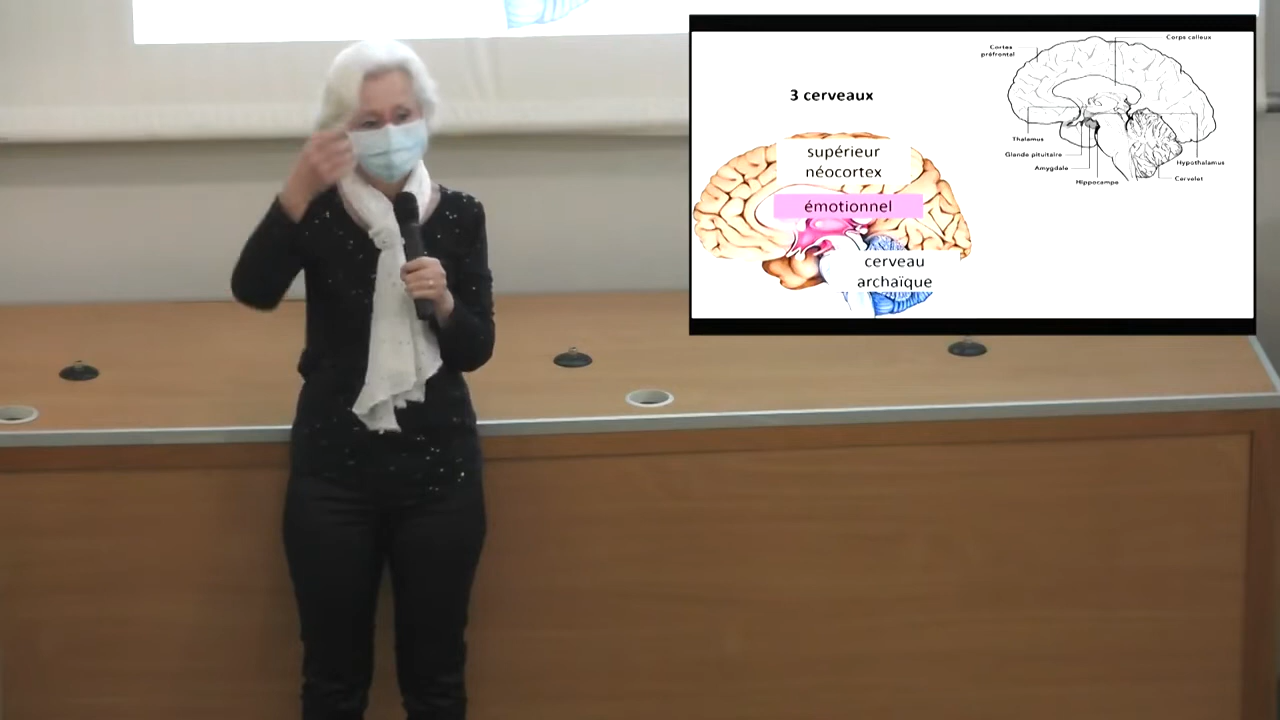 3 cerveaux
supérieur
néocortex
émotionnel
cerveau
archaïque
Corps calleux
Cortex
préfrontal
Thalamus
Glande pituitaire
Amygdale
Hippocampe
Hypothalamus
Cervelet